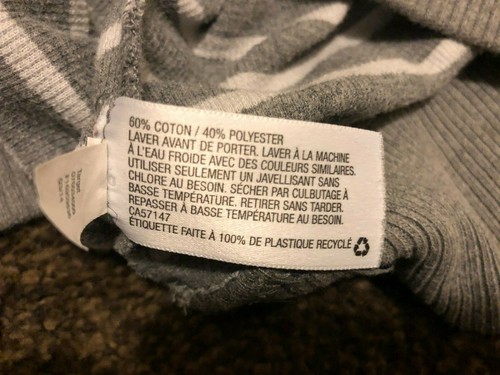 60% COTON / 40% POLYESTER
LAVER AVANT DE PORTER. LAVER À LA MACHINE
À L'EAU FROIDE AVEC DES COULEURS SIMILAIRES.
UTILISER SEULEMENT UN JAVELLISANT SANS
CHLORE AU BESOIN. SÉCHER PAR CULBUTAGE À
BASSE TEMPÉRATURE. RETIRER SANS TARDER.
REPASSER À BASSE TEMPÉRATURE AU BESOIN.
CA57147
ÉTIQUETTE FAITE À 100% DE PLASTIQUE RECYCLÉ
Target